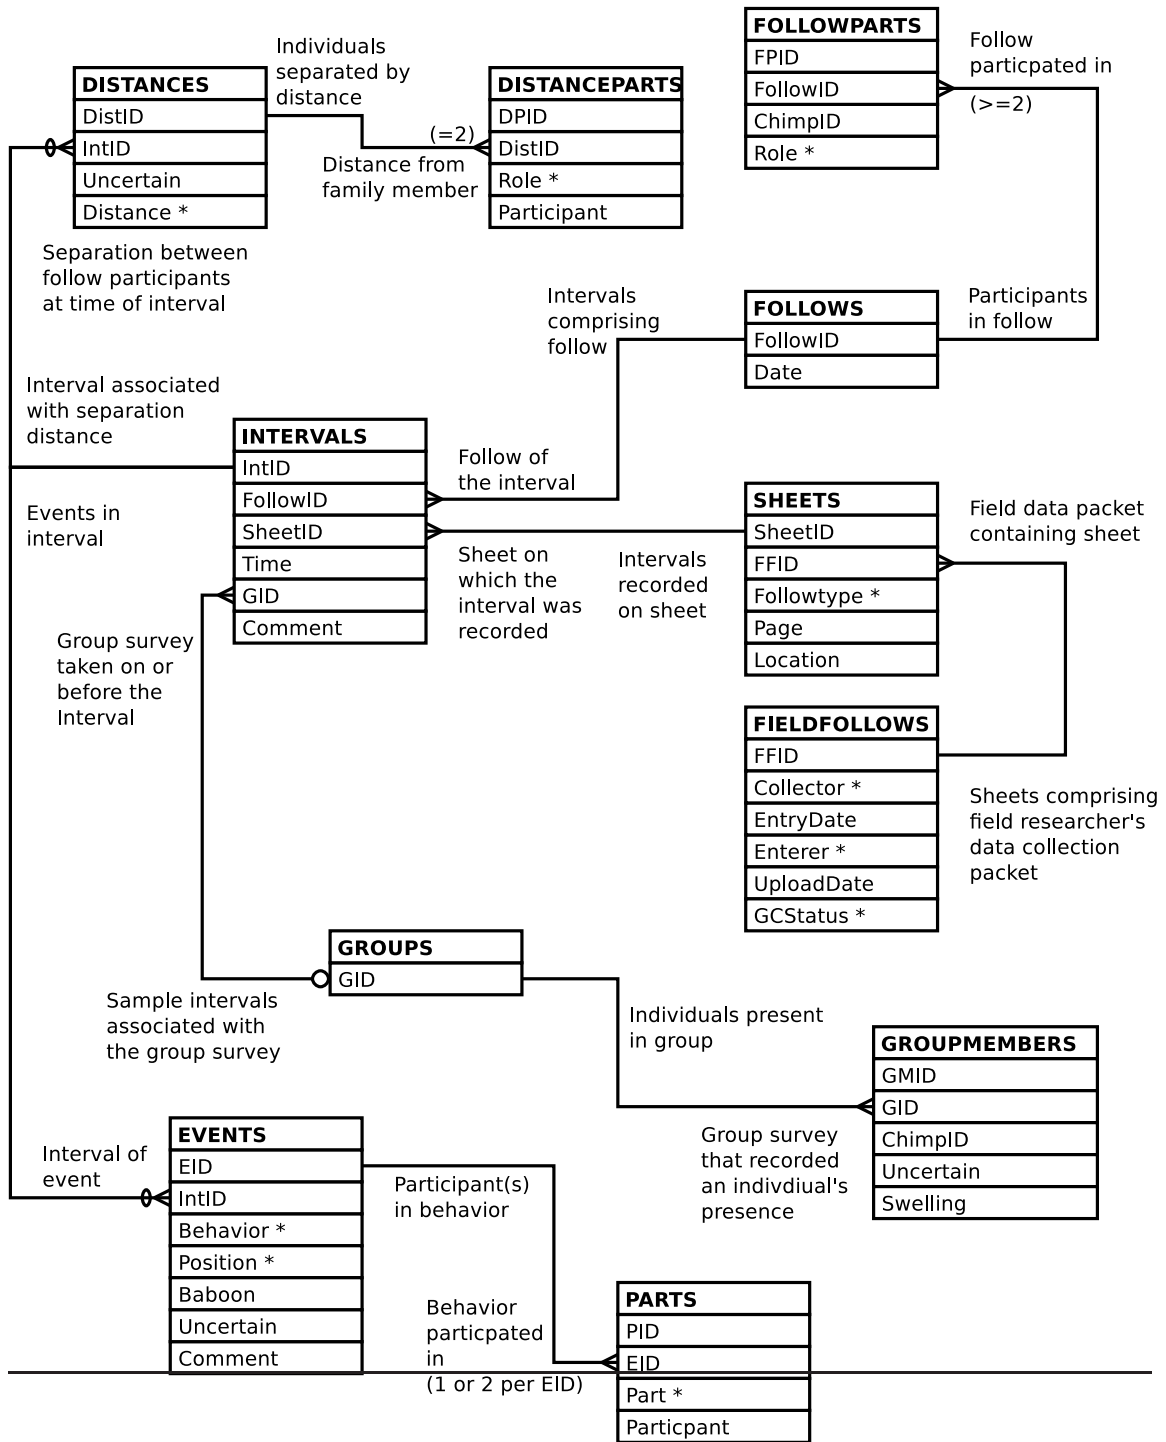 FOLLOWPARTS
FPID
FollowID
ChimpID
Role *
Follow
particpated in
(>=2)
Individuals
separated by
distance
DISTANCES
DistID
IntID
Uncertain
Distance *
DISTANCEPARTS
DPID
DistID
Role *
Participant
(=2)
Distance from
family member
Separation between
follow participants
at time of interval
Intervals
comprising
follow
FOLLOWS
FollowID
Date
Participants
in follow
Interval associated
with separation
distance
INTERVALS
IntID
FollowID
SheetID
Time
GID
Comment
Follow of
the interval
Events in
interval
SHEETS
SheetID
FFID
Followtype *
Page
Location
Field data packet
containing sheet
Sheet on
which the
interval was
recorded
Intervals
recorded
on sheet
Group survey
taken on or
before the
Interval
FIELDFOLLOWS
FFID
Collector *
EntryDate
Enterer *
UploadDate
GCStatus *
Sheets comprising
field researcher's
data collection
packet
GROUPS
GID
Sample intervals
associated with
the group survey
Individuals present
in group
GROUPMEMBERS
GMID
GID
ChimpID
Uncertain
Swelling
Group survey
that recorded
an indivdiual's
presence
Interval of
event
EVENTS
EID
IntID
Behavior *
Position *
Baboon
Uncertain
Comment
Participant(s)
in behavior
Behavior
particpated
in
(1 or 2 per EID)
PARTS
PID
EID
Part *
Particpant